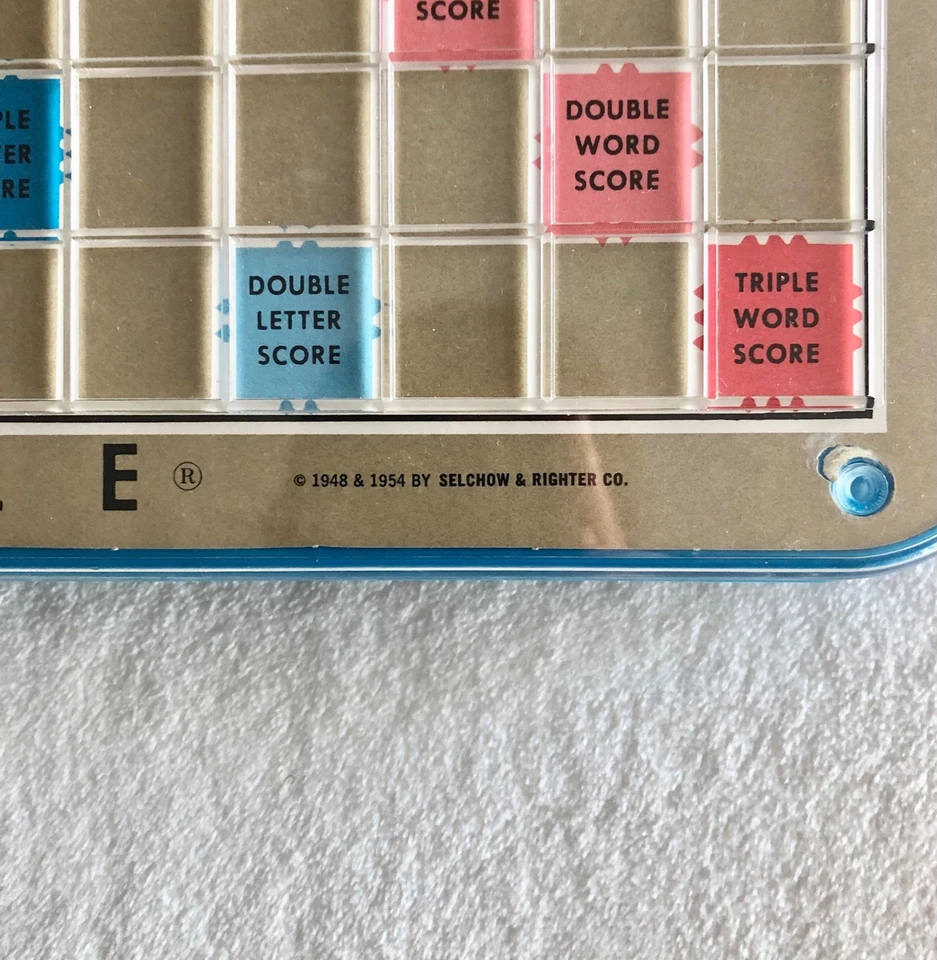 SCORE
DOUBLE
WORD
SCORE
DOUBLE
LETTER
SCORE
TRIPLE
WORD
SCORE
E ®
© 1948 & 1954 BY SELCHOW & RIGHTER CO.